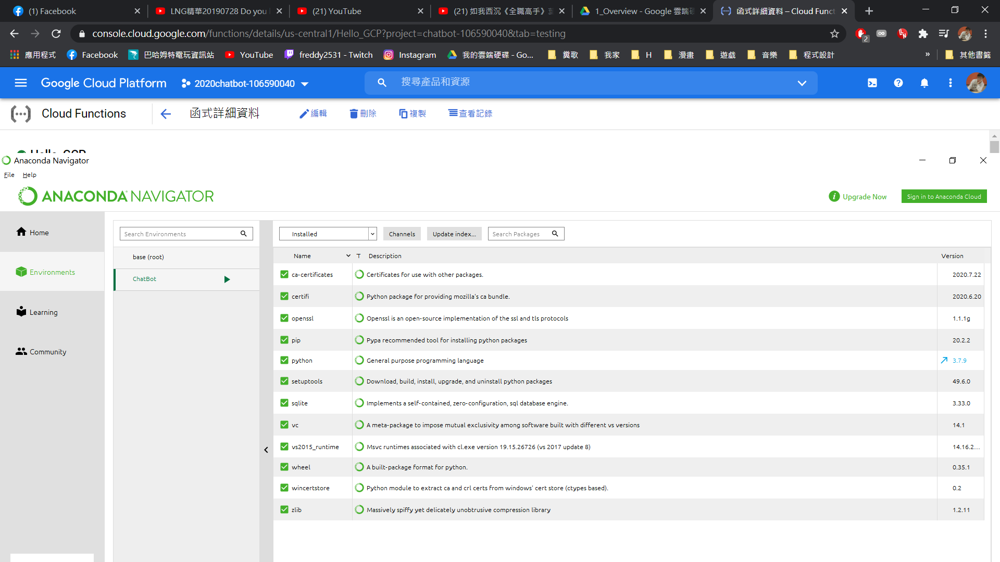 (1) Facebook
LNG精華20190728 Do you
(21) YouTube
(21) 如我西沉《全職高手》
1_Overview - Google 雲端硬
函式詳細資料 – Cloud Funct
console.cloud.google.com/functions/details/us-central1/Hello_GCP?project=chatbot-106590040&tab=testing
2
應用程式
Facebook
巴哈姆特電玩資訊站
YouTube
freddy2531 - Twitch
Instagram
我的雲端硬碟 - Go...
糞歌
我家
H
漫畫
遊戲
音樂
程式設計
»
其他書籤
Google Cloud Platform
2020chatbot-106590040
搜尋產品和資源
Cloud Functions
函式詳細資料
編輯
刪除
複製
查看記錄
Hello_GCP
Anaconda Navigator
File Help
ANACONDA NAVIGATOR
Upgrade Now
Sign in to Anaconda Cloud
Home
Environments
Learning
Community
Search Environments
base (root)
ChatBot
Installed
Channels
Update index...
Search Packages
Name T Description Version
ca-certificates Certificates for use with other packages. 2020.7.22
certifi Python package for providing mozilla's ca bundle. 2020.6.20
openssl Openssl is an open-source implementation of the ssl and tls protocols 1.1.1g
pip Pypa recommended tool for installing python packages 20.2.2
python General purpose programming language 3.7.9
setuptools Download, build, install, upgrade, and uninstall python packages 49.6.0
sqlite Implements a self-contained, zero-configuration, sql database engine. 3.33.0
vc A meta-package to impose mutual exclusivity among software built with different vs versions 14.1
vs2015_runtime Msvc runtimes associated with cl.exe version 19.15.26726 (vs 2017 update 8) 14.16.2...
wheel A built-package format for python. 0.35.1
wincertstore Python module to extract ca and crl certs from windows' cert store (ctypes based). 0.2
zlib Massively spiffy yet delicately unobtrusive compression library 1.2.11